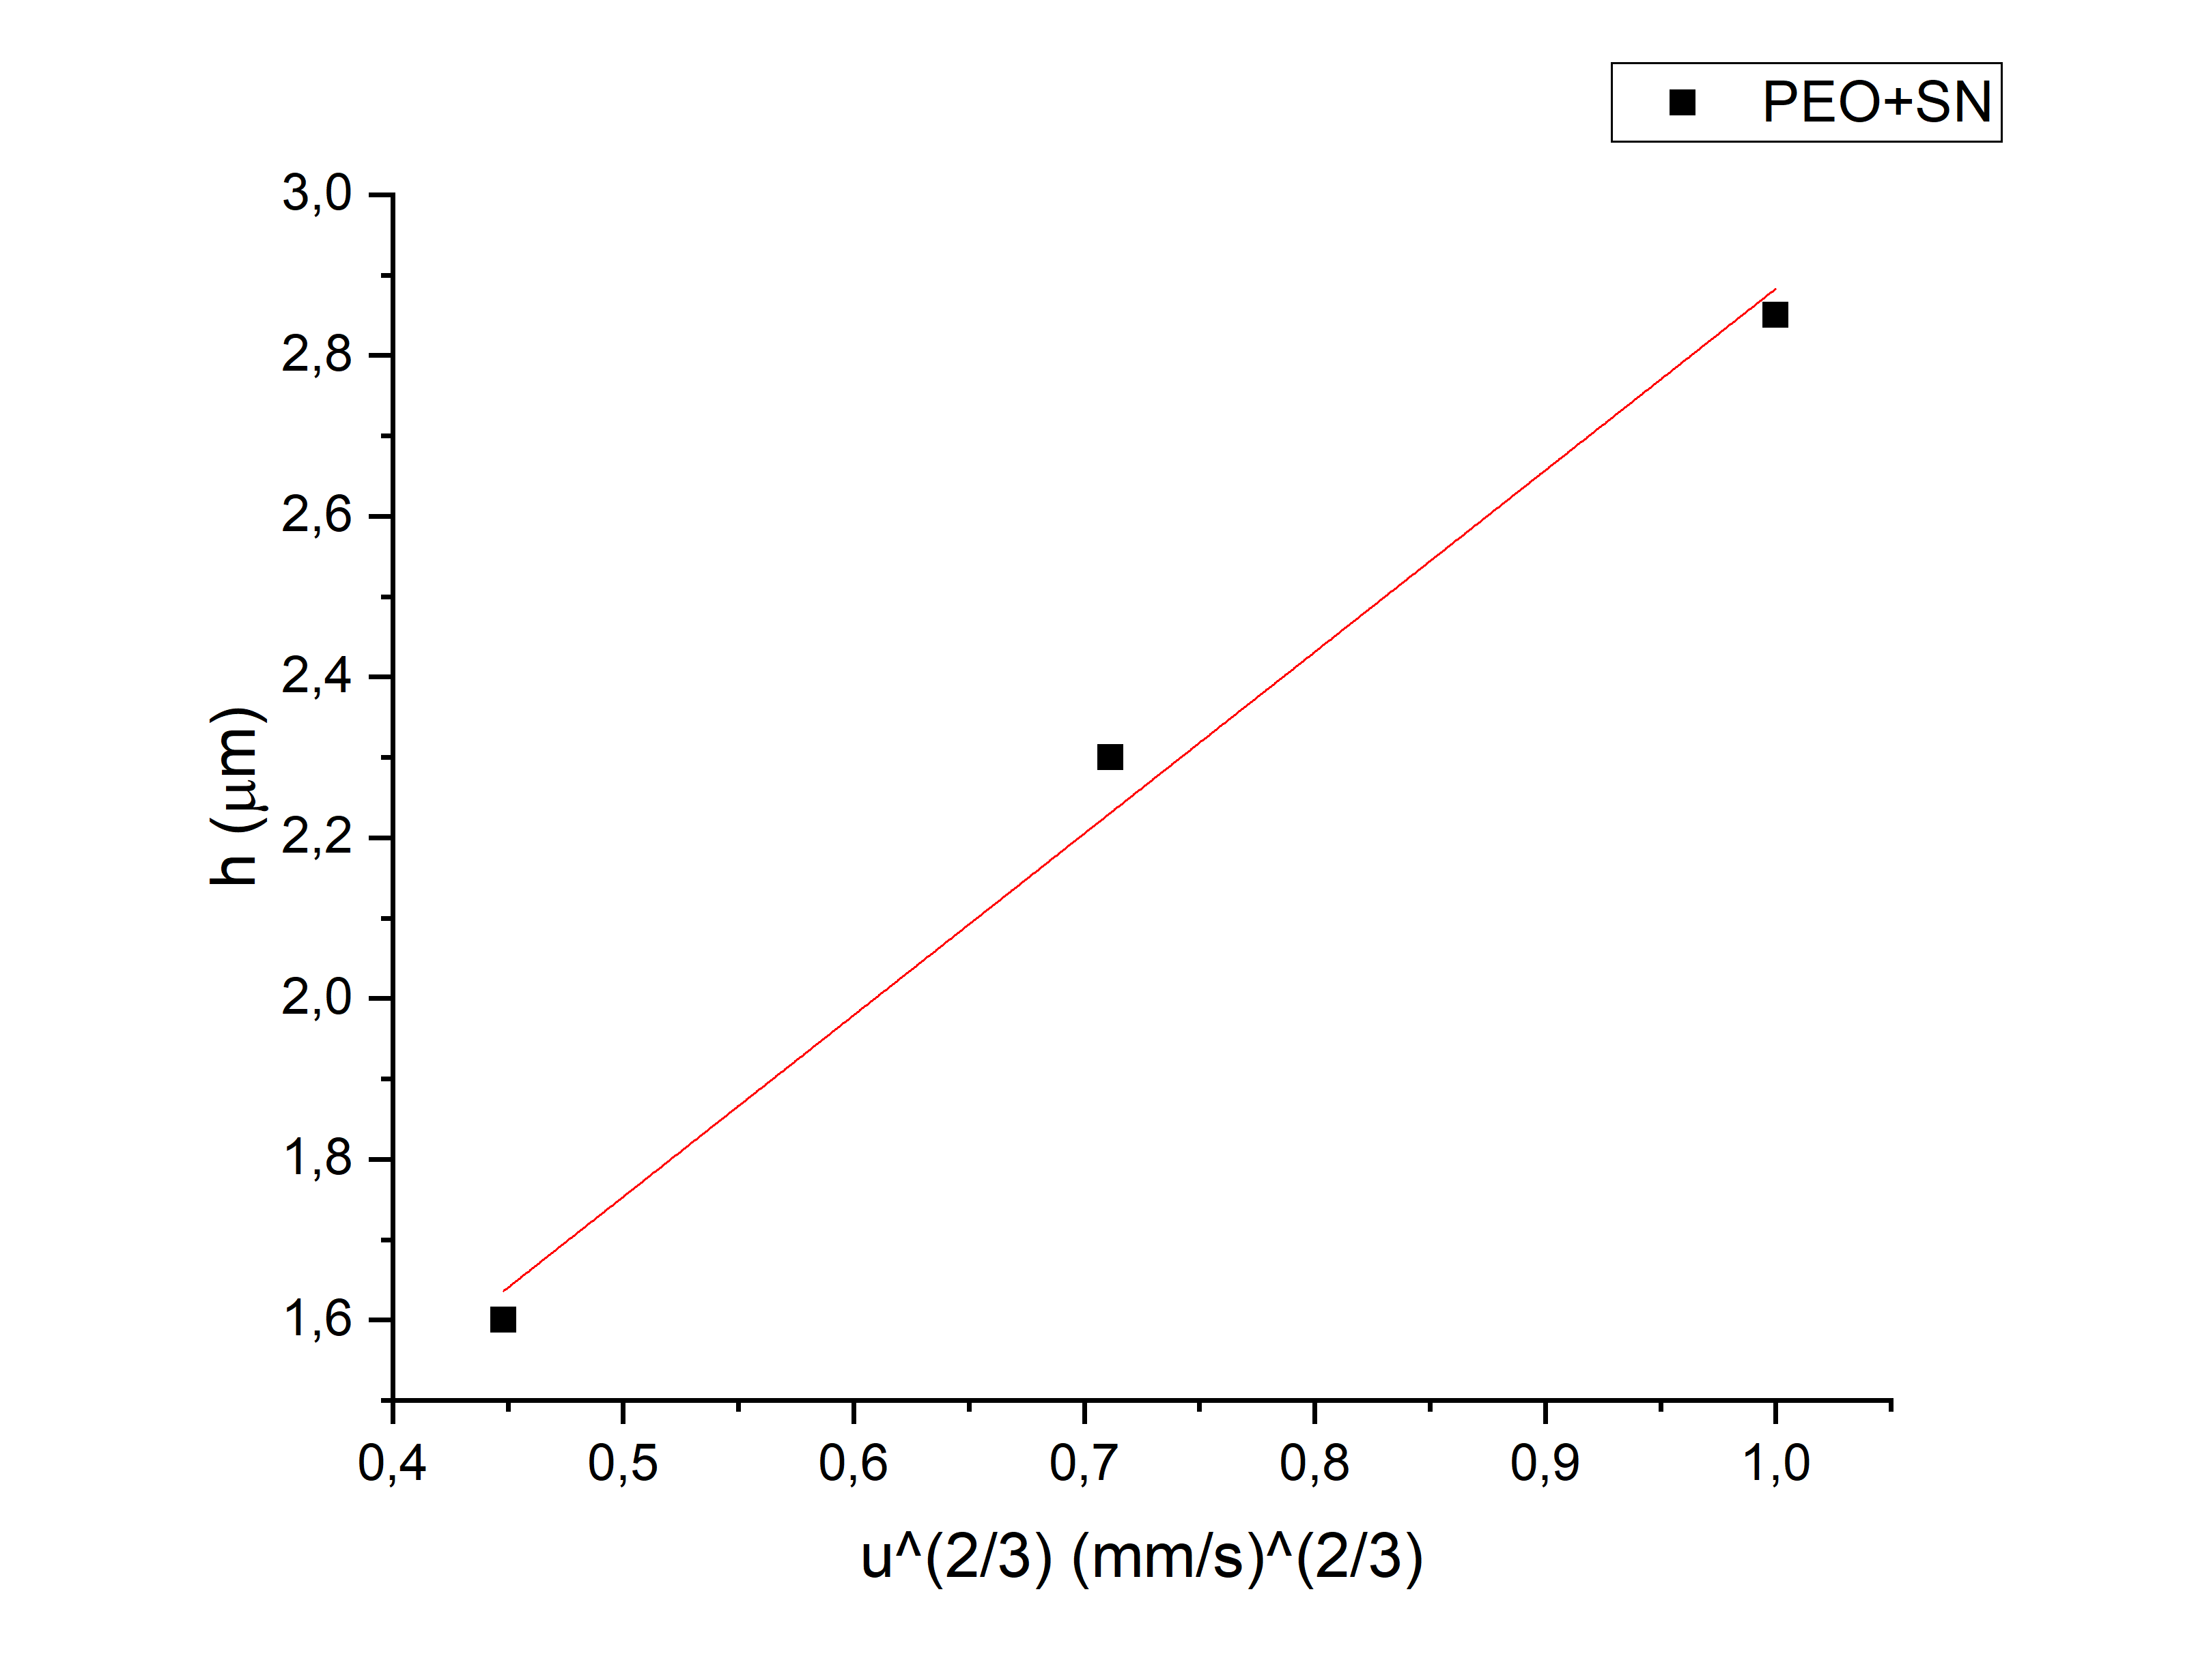 PEO+SN
3,0
2,8
2,6
2,4
2,2
2,0
1,8
1,6
h (μm)
0,4 0,5 0,6 0,7 0,8 0,9 1,0
u^(2/3) (mm/s)^(2/3)